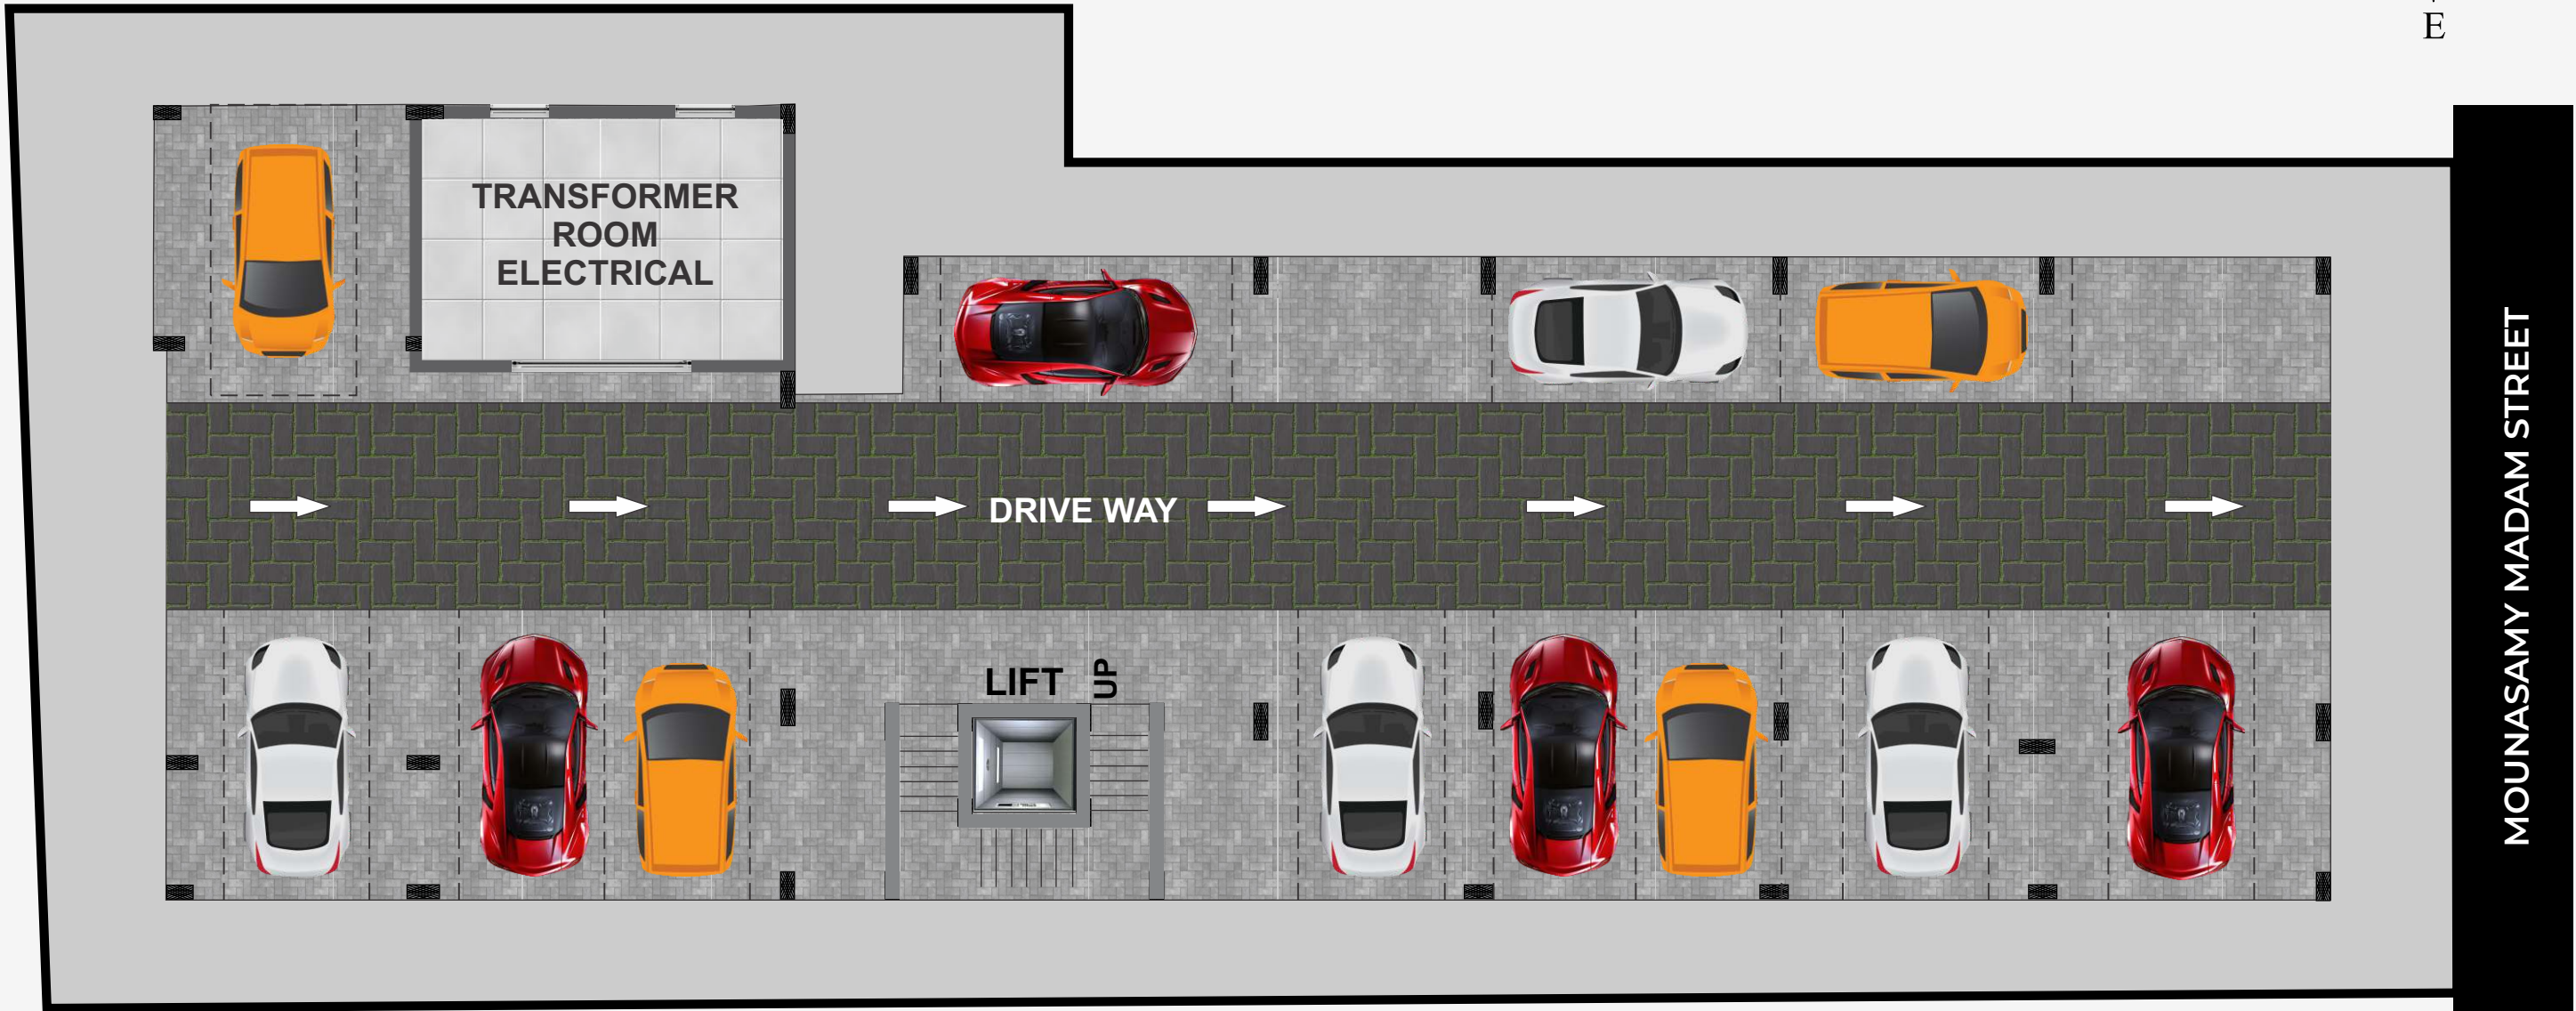 E
TRANSFORMER
ROOM
ELECTRICAL
DRIVE WAY
LIFT
UP
MOUNASAMY MADAM STREET